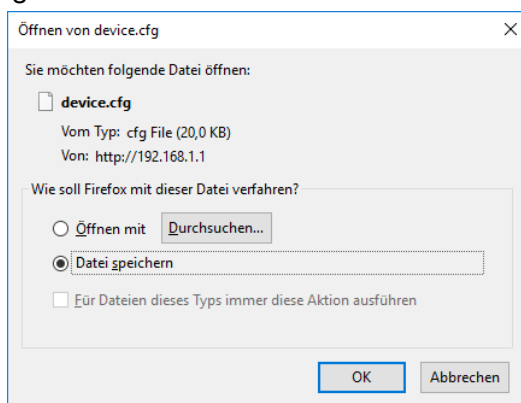 Öffnen von device.cfg
Sie möchten folgende Datei öffnen:
device.cfg
Vom Typ: cfg File (20,0 KB)
Von: http://192.168.1.1
Wie soll Firefox mit dieser Datei verfahren?
Öffnen mit Durchsuchen...
Datei speichern
Für Dateien dieses Typs immer diese Aktion ausführen
OK Abbrechen